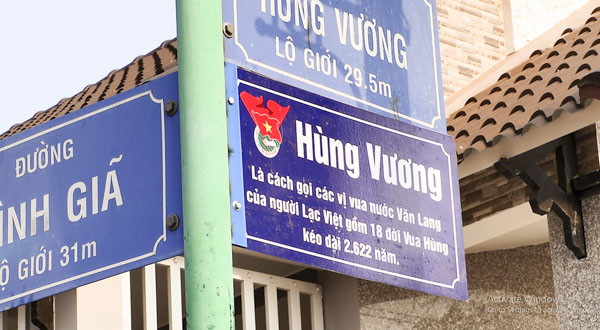 HÙNG VƯƠNG
LỘ GIỚI 29.5m
Hùng Vương
Là cách gọi các vị vua nước Văn Lang
của người Lạc Việt gồm 18 đời Vua Hùng
kéo dài 2.622 năm.
ĐƯỜNG
ÌNH GIÃ
LỘ GIỚI 31m
Activate Windows